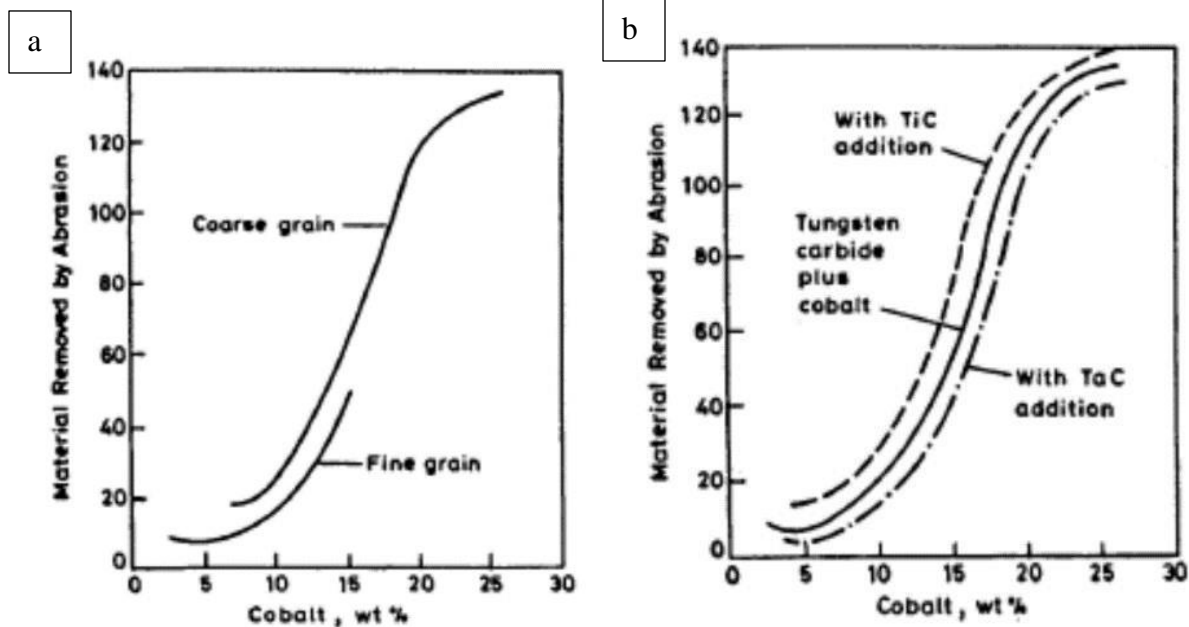 a
Material Removed by Abrasion
140
120
100
80
60
40
20
0
Coarse grain
Fine grain
5
10
15
20
25
30
Cobalt, wt %
b
Material Removed by Abrasion
140
120
100
80
60
40
20
0
With TiC
addition
Tungsten
carbide
plus
cobalt
With TaC
addition
0
5
10
15
20
25
30
Cobalt, wt %